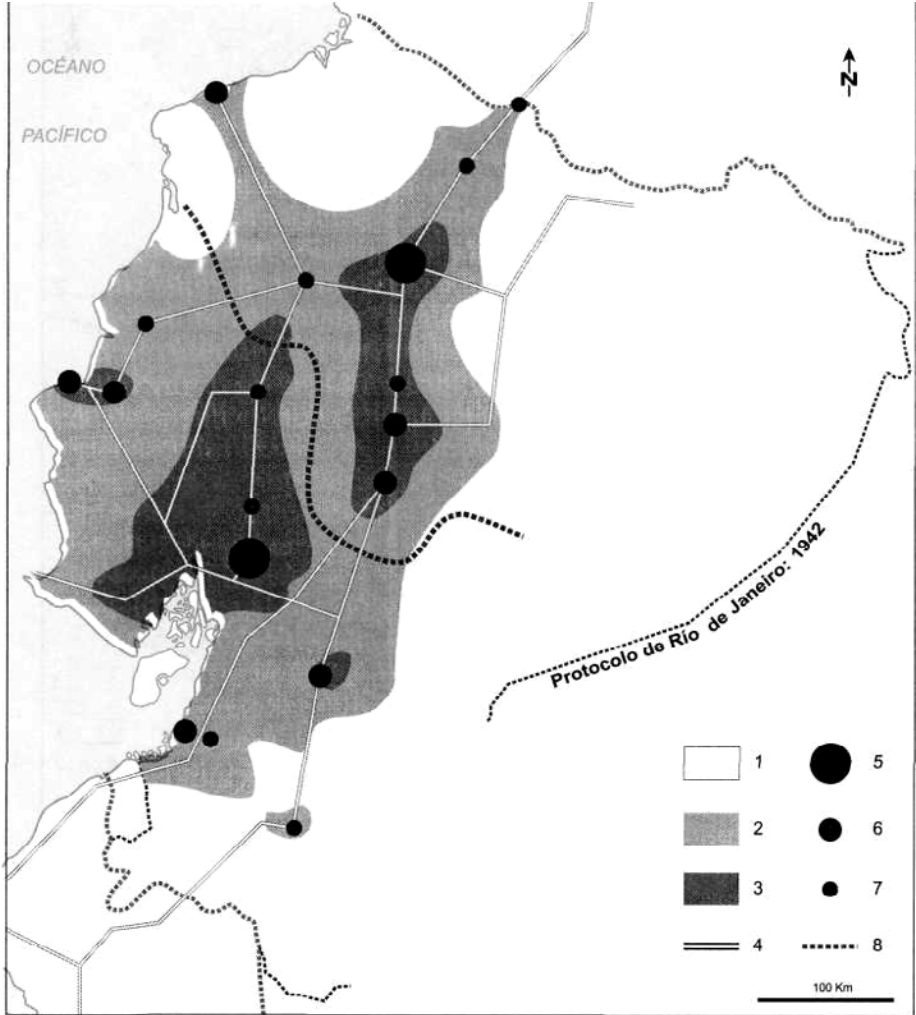 OCÉANO
PACÍFICO
N
Protocolo de Río de Janeiro: 1942
1 5
2 6
3 7
4 8
100 Km